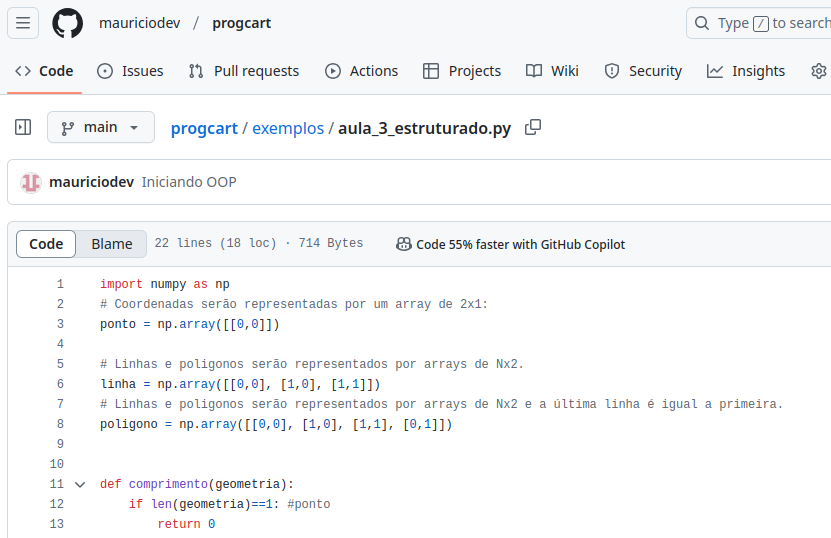 mauriciodev / progcart Type / to search
Code Issues Pull requests Actions Projects Wiki Security Insights
main progcart / exemplos / aula_3_estruturado.py
mauriciodev Iniciando OOP
Code Blame 22 lines (18 loc) · 714 Bytes Code 55% faster with GitHub Copilot
1 import numpy as np
2 # Coordenadas serão representadas por um array de 2x1:
3 ponto = np.array([[0,0]])
4
5 # Linhas e poligonos serão representados por arrays de Nx2.
6 linha = np.array([[0,0], [1,0], [1,1]])
7 # Linhas e poligonos serão representados por arrays de Nx2 e a última linha é igual a primeira.
8 poligono = np.array([[0,0], [1,0], [1,1], [0,1]])
9
10
11 def comprimento(geometria):
12 if len(geometria)==1: #ponto
13 return 0